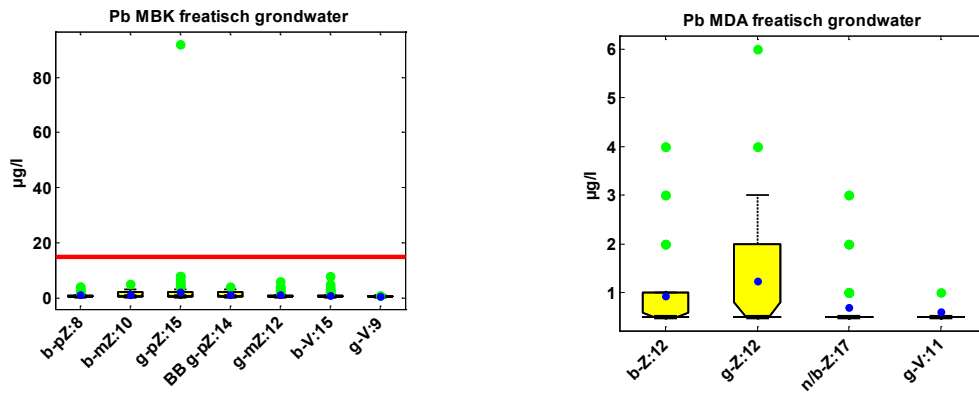 Pb MBK freatisch grondwater
µg/l
80
60
40
20
0
b-pZ:8
b-mZ:10
g-pZ:15
BB g-pZ:14
g-mZ:12
b-V:15
g-V:9
Pb MDA freatisch grondwater
µg/l
6
5
4
3
2
1
0
b-Z:12
g-Z:12
n/b-Z:17
g-V:11